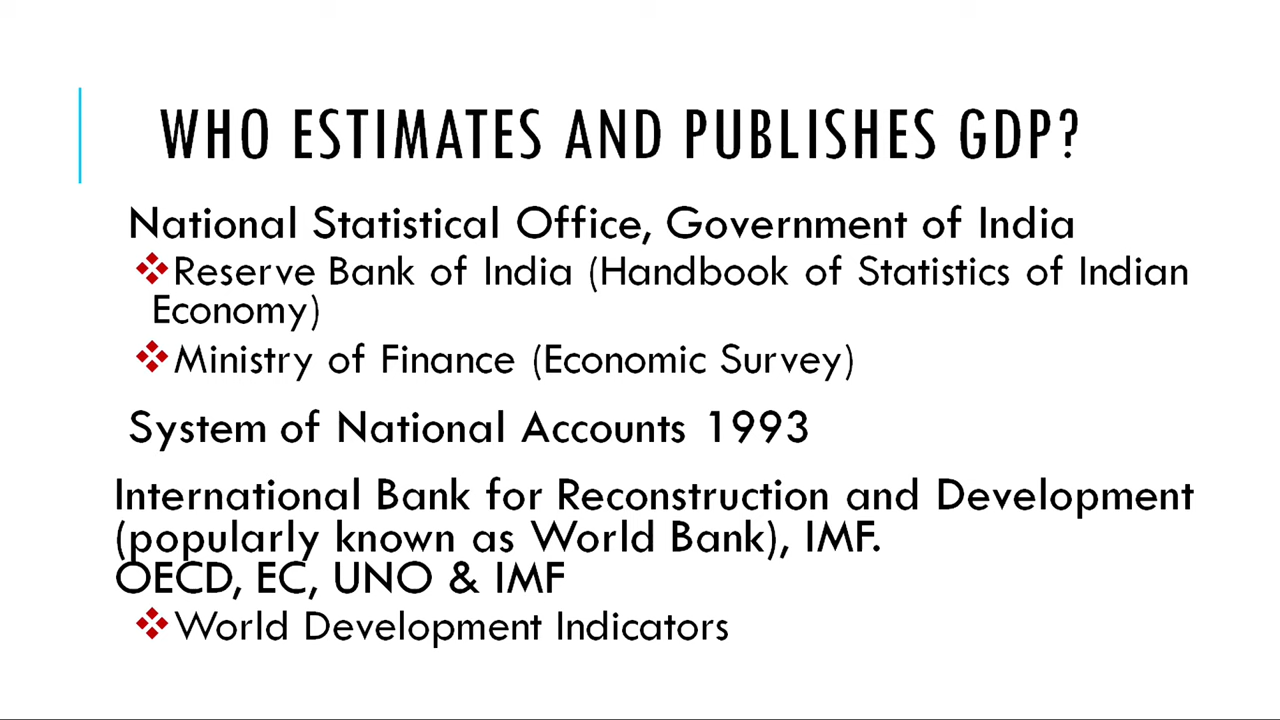 WHO ESTIMATES AND PUBLISHES GDP?
National Statistical Office, Government of India
❖Reserve Bank of India (Handbook of Statistics of Indian
Economy)
❖Ministry of Finance (Economic Survey)
System of National Accounts 1993
International Bank for Reconstruction and Development
(popularly known as World Bank), IMF.
OECD, EC, UNO & IMF
❖World Development Indicators